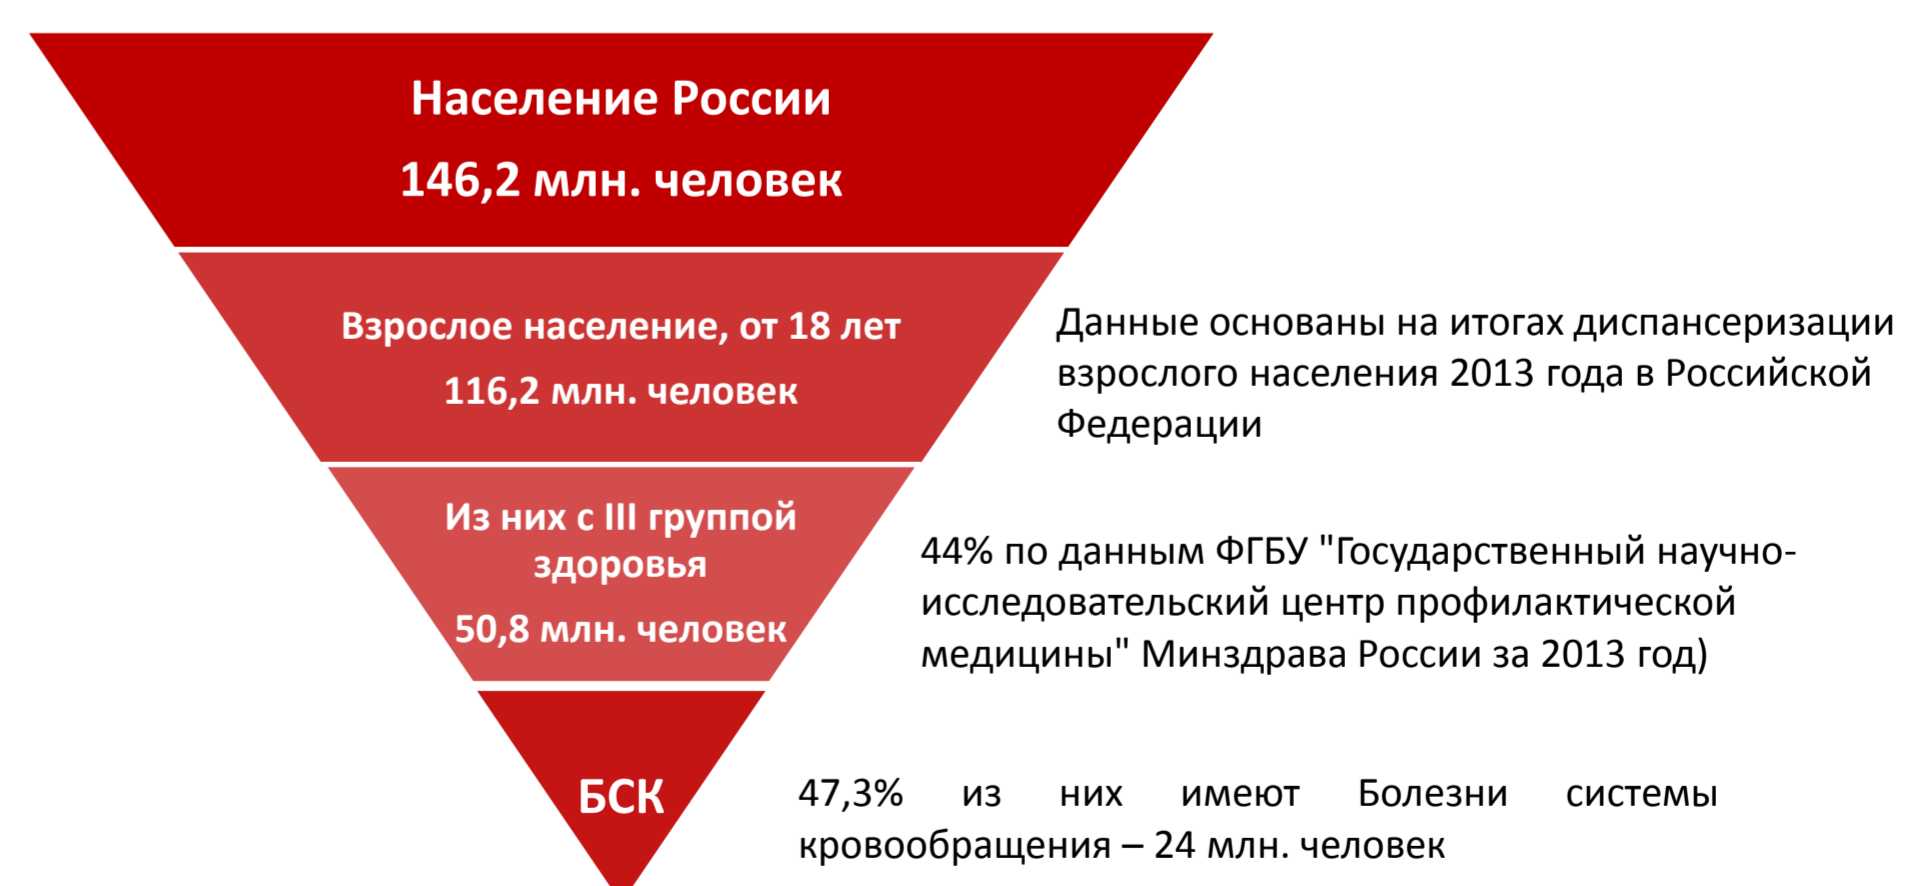 Население России
146,2 млн. человек
Взрослое население, от 18 лет
116,2 млн. человек
Данные основаны на итогах диспансеризации
взрослого населения 2013 года в Российской
Федерации
Из них с III группой
здоровья
50,8 млн. человек
44% по данным ФГБУ "Государственный научно-
исследовательский центр профилактической
медицины" Минздрава России за 2013 год)
БСК
47,3% из них имеют Болезни системы
кровообращения – 24 млн. человек